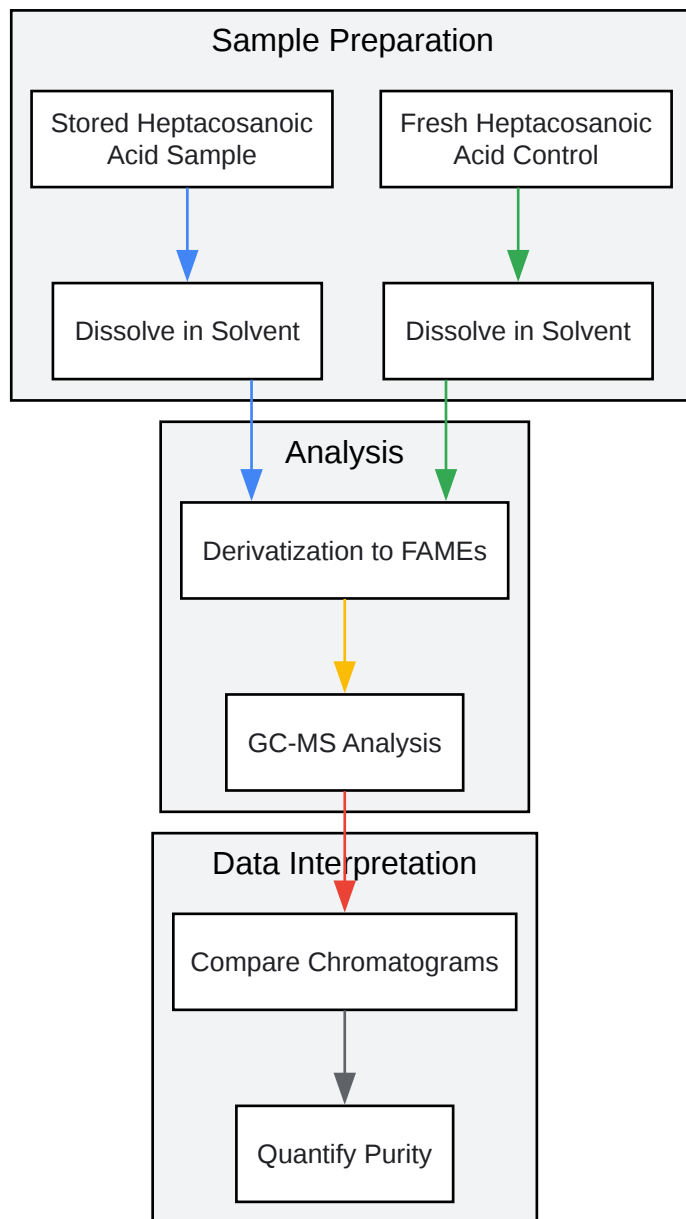 Sample Preparation
Stored Heptacosanoic
Acid Sample
Fresh Heptacosanoic
Acid Control
Dissolve in Solvent
Dissolve in Solvent
Analysis
Derivatization to FAMEs
GC-MS Analysis
Data Interpretation
Compare Chromatograms
Quantify Purity